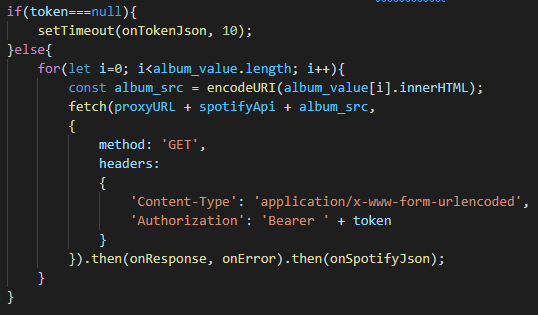 if(token===null){
    setTimeout(onTokenJson, 10);
}else{
    for(let i=0; i<album_value.length; i++){
        const album_src = encodeURI(album_value[i].innerHTML);
        fetch(proxyURL + spotifyApi + album_src,
        {
            method: 'GET',
            headers:
            {
                'Content-Type': 'application/x-www-form-urlencoded',
                'Authorization': 'Bearer ' + token
            }
        }).then(onResponse, onError).then(onSpotifyJson);
    }
}